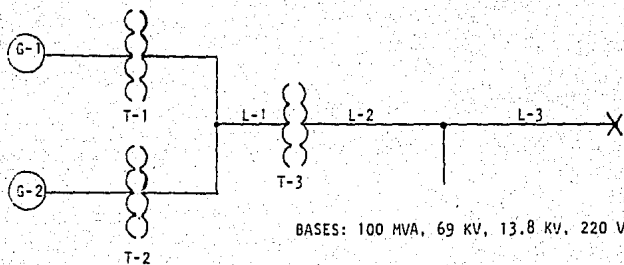 G-1
T-1
L-1
L-2
L-3
T-3
G-2
T-2
BASES: 100 MVA, 69 KV, 13.8 KV, 220 V